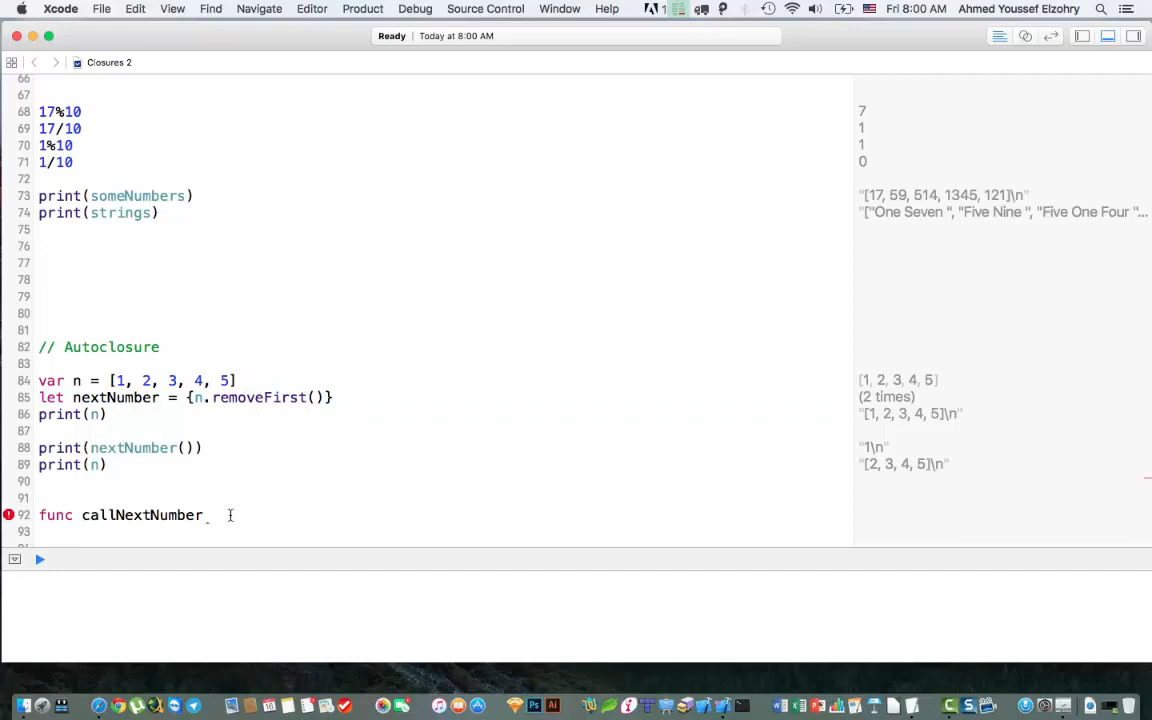 Xcode File Edit View Find Navigate Editor Product Debug Source Control Window Help 1 Fri 8:00 AM Ahmed Youssef Elzohry
Ready | Today at 8:00 AM
Closures 2
66
67
68 17%10 7
69 17/10 1
70 1%10 1
71 1/10 0
72
73 print(someNumbers) "[17, 59, 514, 1345, 121]\n"
74 print(strings) "["One Seven ", "Five Nine ", "Five One Four "...
75
76
77
78
79
80
81
82 // Autoclosure
83
84 var n = [1, 2, 3, 4, 5] [1, 2, 3, 4, 5]
85 let nextNumber = {n.removeFirst()} (2 times)
86 print(n) "[1, 2, 3, 4, 5]\n"
87
88 print(nextNumber()) "1\n"
89 print(n) "[2, 3, 4, 5]\n"
90
91
92 func callNextNumber
93